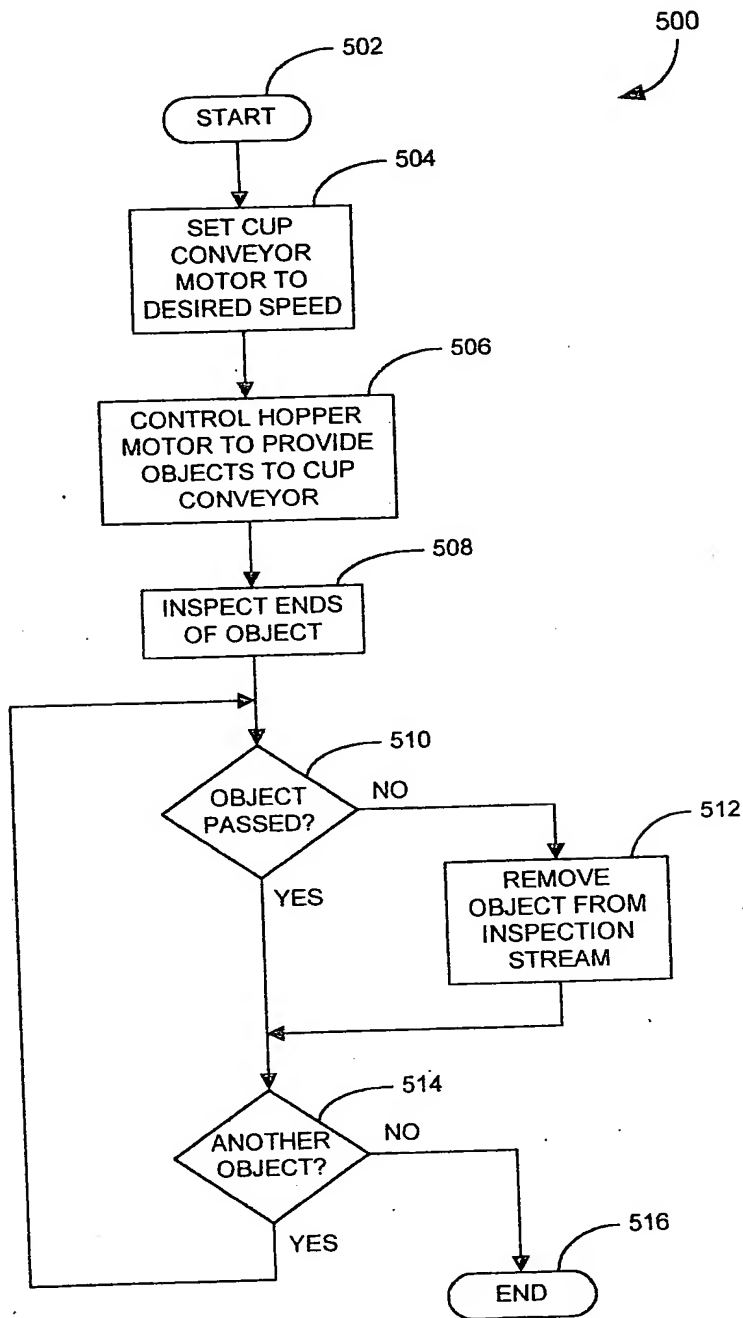 500
502
START
504
SET CUP
CONVEYOR
MOTOR TO
DESIRED SPEED
506
CONTROL HOPPER
MOTOR TO PROVIDE
OBJECTS TO CUP
CONVEYOR
508
INSPECT ENDS
OF OBJECT
510
OBJECT
PASSED?
NO
YES
512
REMOVE
OBJECT FROM
INSPECTION
STREAM
514
ANOTHER
OBJECT?
NO
YES
516
END